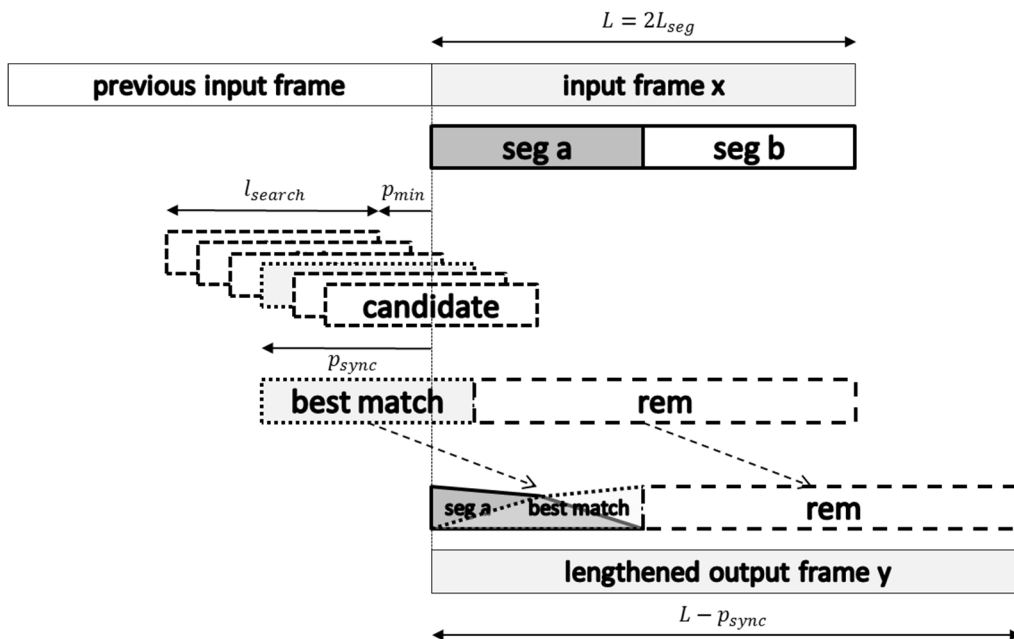 L = 2L_seg
previous input frame
input frame x
seg a
seg b
l_search
p_min
candidate
p_sync
best match
rem
seg a
best match
rem
lengthened output frame y
L − p_sync